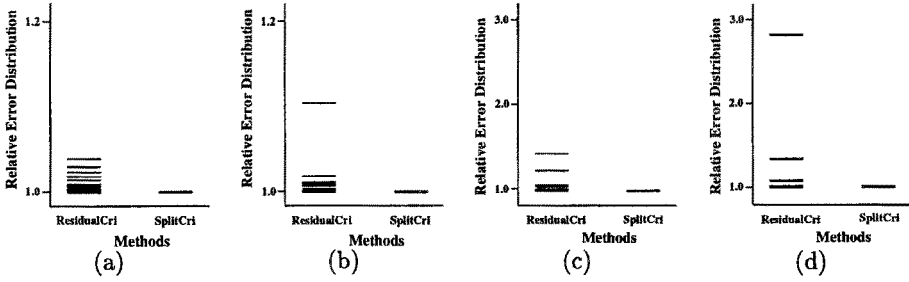 Relative Error Distribution
1.2
1.0
ResidualCri SplitCri
Methods
(a)
Relative Error Distribution
1.2
1.0
ResidualCri SplitCri
Methods
(b)
Relative Error Distribution
3.0
2.0
1.0
ResidualCri SplitCri
Methods
(c)
Relative Error Distribution
3.0
2.0
1.0
ResidualCri SplitCri
Methods
(d)